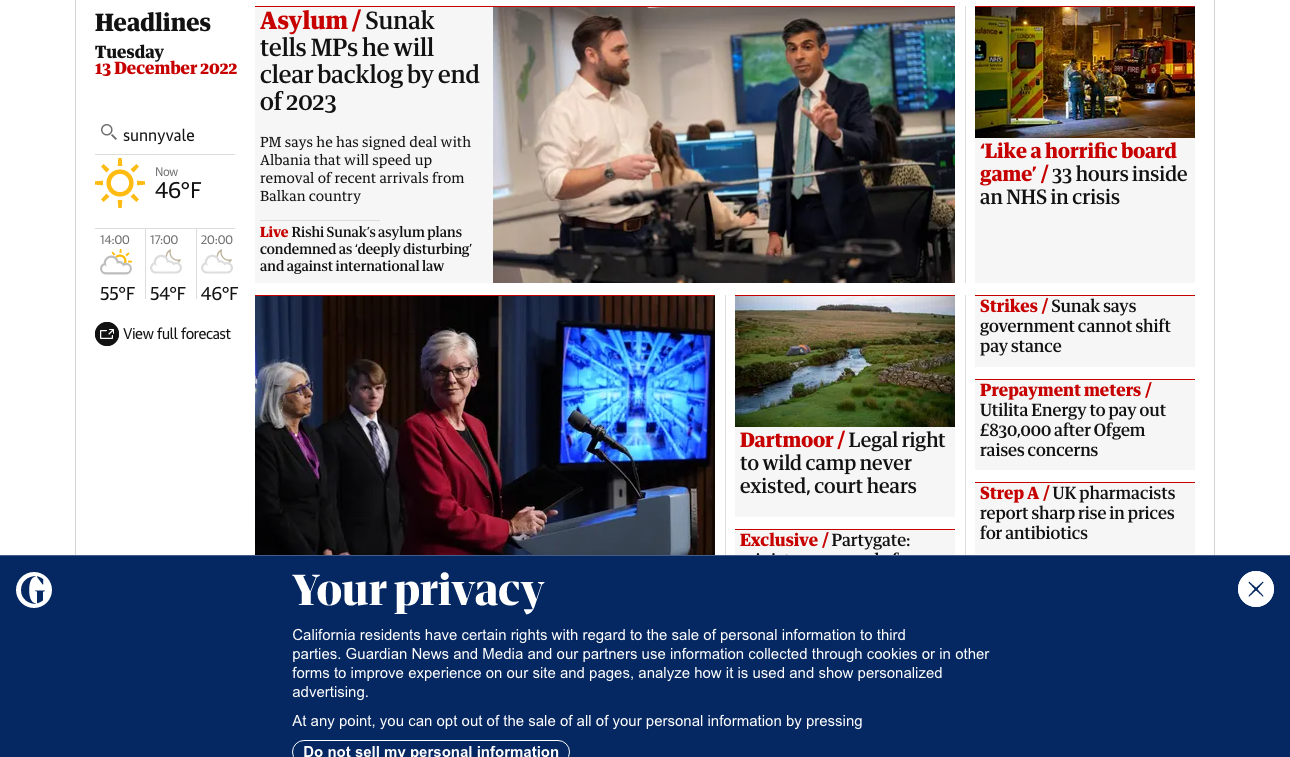 Headlines
Tuesday
13 December 2022
sunnyvale
Now
46°F
14:00
17:00
20:00
55°F
54°F
46°F
View full forecast
Asylum / Sunak
tells MPs he will
clear backlog by end
of 2023
PM says he has signed deal with
Albania that will speed up
removal of recent arrivals from
Balkan country
Live Rishi Sunak's asylum plans
condemned as 'deeply disturbing'
and against international law
'Like a horrific board
game' / 33 hours inside
an NHS in crisis
Dartmoor / Legal right
to wild camp never
existed, court hears
Exclusive / Partygate:
Strikes / Sunak says
government cannot shift
pay stance
Prepayment meters /
Utilita Energy to pay out
£830,000 after Ofgem
raises concerns
Strep A / UK pharmacists
report sharp rise in prices
for antibiotics
Your privacy
California residents have certain rights with regard to the sale of personal information to third
parties. Guardian News and Media and our partners use information collected through cookies or in other
forms to improve experience on our site and pages, analyze how it is used and show personalized
advertising.
At any point, you can opt out of the sale of all of your personal information by pressing
Do not sell my personal information